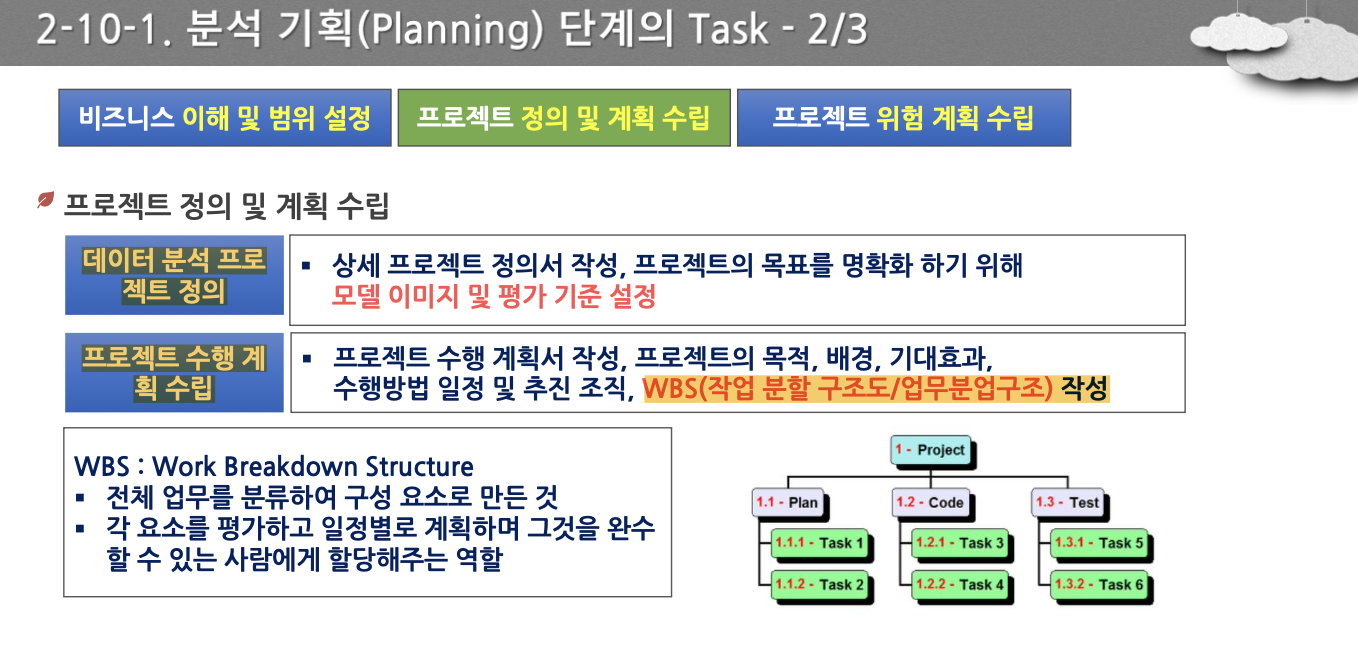 2-10-1. 분석 기획(Planning) 단계의 Task - 2/3
비즈니스 이해 및 범위 설정
프로젝트 정의 및 계획 수립
프로젝트 위험 계획 수립
프로젝트 정의 및 계획 수립
데이터 분석 프로
젝트 정의
▪ 상세 프로젝트 정의서 작성, 프로젝트의 목표를 명확화 하기 위해
모델 이미지 및 평가 기준 설정
프로젝트 수행 계
획 수립
▪ 프로젝트 수행 계획서 작성, 프로젝트의 목적, 배경, 기대효과,
수행방법 일정 및 추진 조직, WBS(작업 분할 구조도/업무분업구조) 작성
WBS : Work Breakdown Structure
▪ 전체 업무를 분류하여 구성 요소로 만든 것
▪ 각 요소를 평가하고 일정별로 계획하며 그것을 완수
할 수 있는 사람에게 할당해주는 역할
1 - Project
1.1 - Plan
1.2 - Code
1.3 - Test
1.1.1 - Task 1
1.2.1 - Task 3
1.3.1 - Task 5
1.1.2 - Task 2
1.2.2 - Task 4
1.3.2 - Task 6